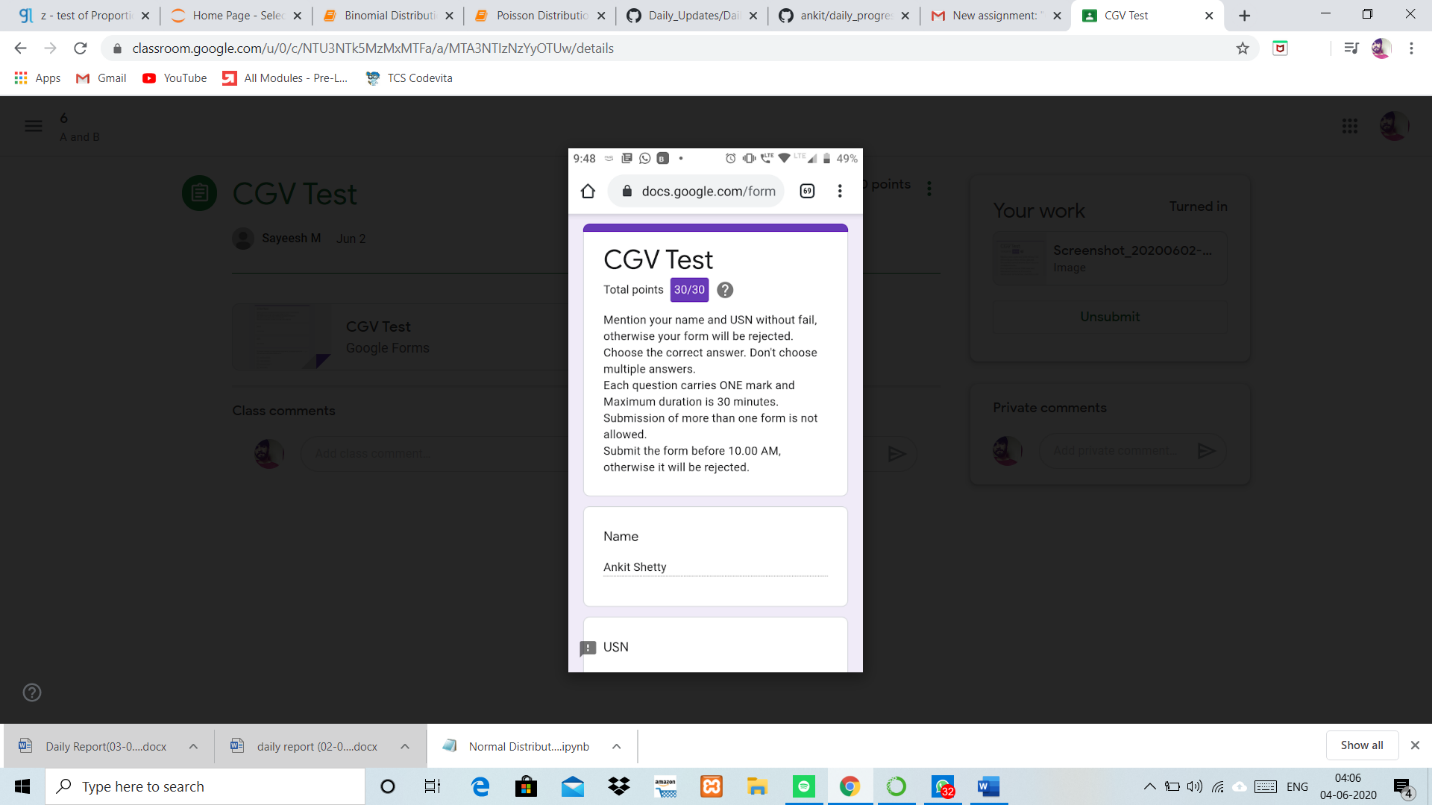 z - test of Proporti
Home Page - Selec
Binomial Distributi
Poisson Distributio
Daily_Updates/Dai
ankit/daily_progre
New assignment: "
CGV Test
classroom.google.com/u/0/c/NTU3NTk5MzMxMTFa/a/MTA3NTIzNzYyOTUw/details
Apps
Gmail
YouTube
All Modules - Pre-L...
TCS Codevita
6
A and B
CGV Test
points
Sayeesh M Jun 2
CGV Test
Google Forms
Class comments
Add class comment...
Your work
Turned in
Screenshot_20200602-...
Image
Unsubmit
Private comments
Add private comment...
9:48
LTE
LTE
49%
docs.google.com/form
69
CGV Test
Total points 30/30
Mention your name and USN without fail,
otherwise your form will be rejected.
Choose the correct answer. Don't choose
multiple answers.
Each question carries ONE mark and
Maximum duration is 30 minutes.
Submission of more than one form is not
allowed.
Submit the form before 10.00 AM,
otherwise it will be rejected.
Name
Ankit Shetty
USN
Daily Report(03-0....docx
daily report (02-0....docx
Normal Distribut....ipynb
Show all
Type here to search
amazon
32
ENG
04:06
04-06-2020
4